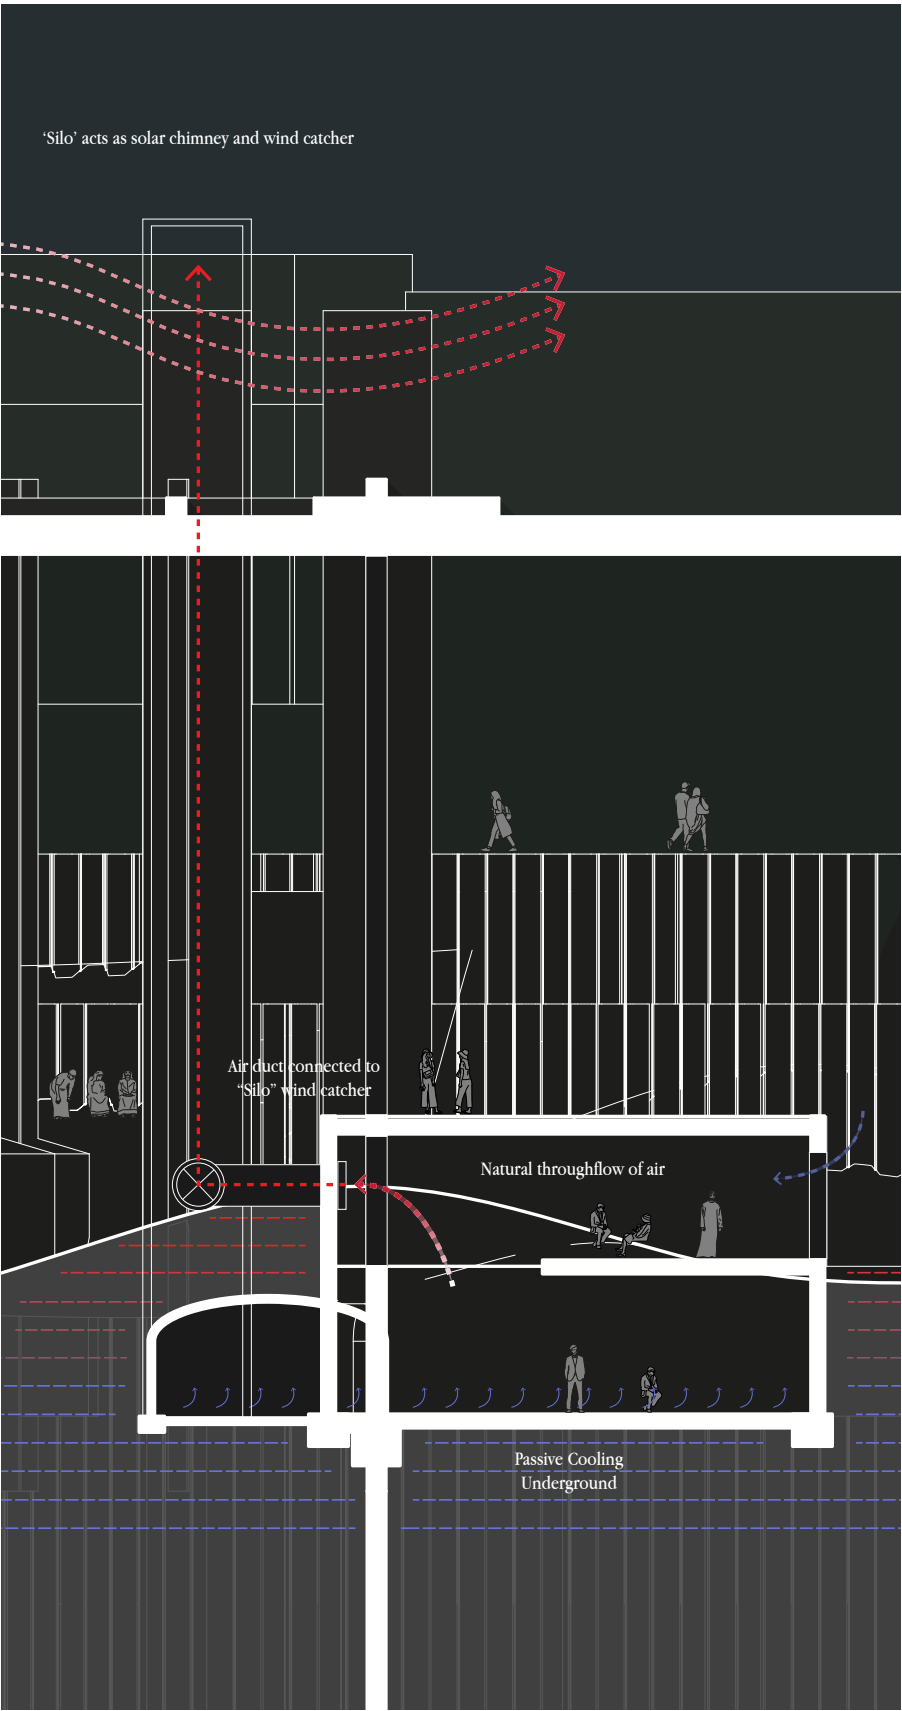 ‘Silo’ acts as solar chimney and wind catcher
Air duct connected to
“Silo” wind catcher
Natural throughflow of air
Passive Cooling
Underground